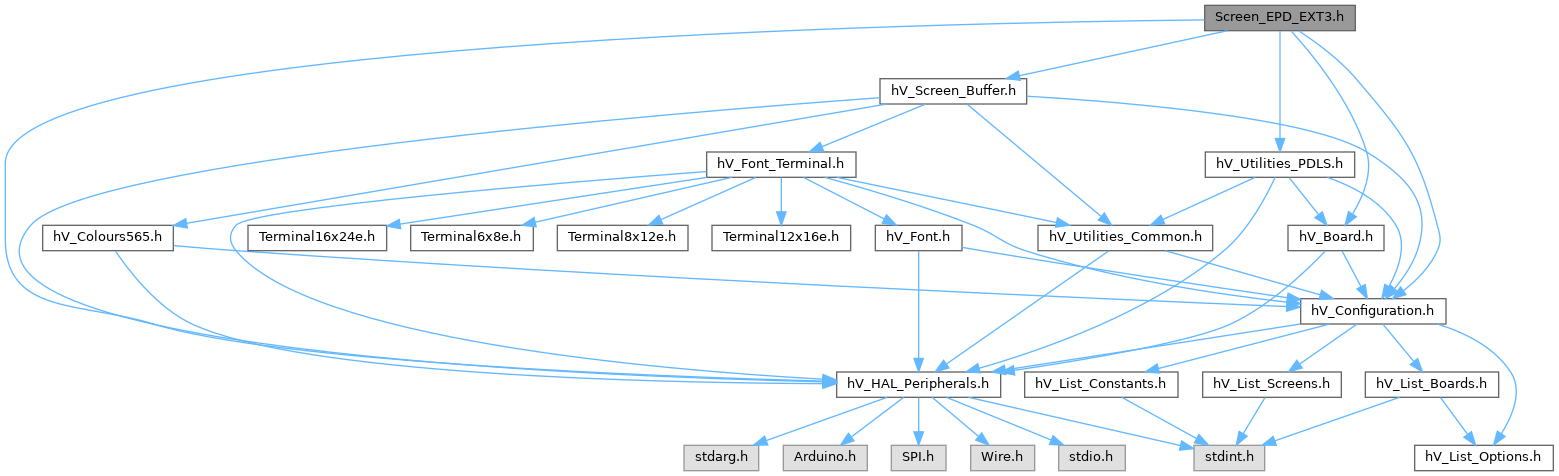 Screen_EPD_EXT3.h
hV_Screen_Buffer.h
hV_Font_Terminal.h
hV_Utilities_PDLS.h
hV_Colours565.h
Terminal16x24e.h
Terminal6x8e.h
Terminal8x12e.h
Terminal12x16e.h
hV_Font.h
hV_Utilities_Common.h
hV_Board.h
hV_Configuration.h
hV_HAL_Peripherals.h
hV_List_Constants.h
hV_List_Screens.h
hV_List_Boards.h
stdarg.h
Arduino.h
SPI.h
Wire.h
stdio.h
stdint.h
hV_List_Options.h